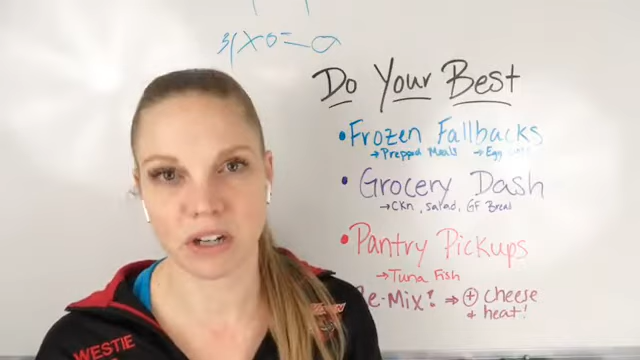 Do Your Best
• Frozen Fallbacks
→ Prepped Meals → Egg
• Grocery Dash
→ Ckn, salad, GF Bread
• Pantry Pickups
→ Tuna Fish
Re-Mix! ⇒ ⊕ cheese
+ heat!
WESTIE